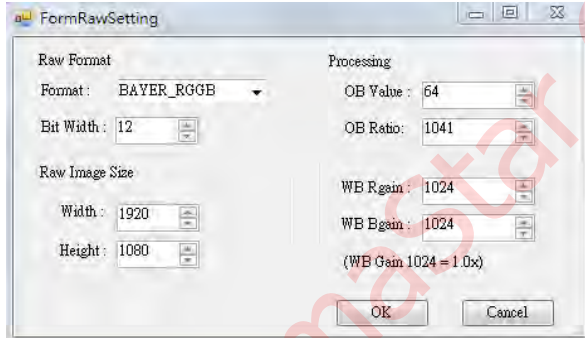 FormRawSetting
Raw Format
Format : BAYER_RGGB
Bit Width : 12
Raw Image Size
Width : 1920
Height : 1080
Processing
OB Value : 64
OB Ratio: 1041
WB Rgain : 1024
WB Bgain : 1024
(WB Gain 1024 = 1.0x)
OK Cancel